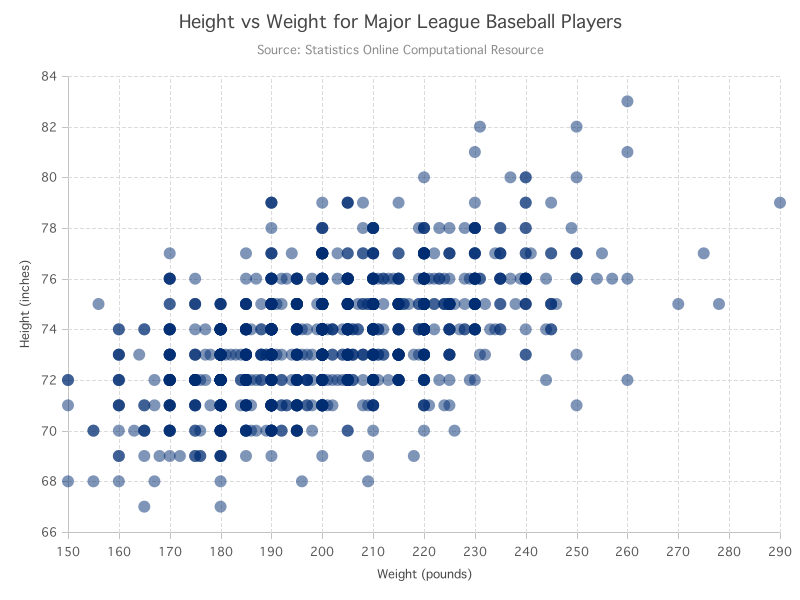 Height vs Weight for Major League Baseball Players
Source: Statistics Online Computational Resource
84
82
80
78
76
74
72
70
68
66
Height (inches)
150 160 170 180 190 200 210 220 230 240 250 260 270 280 290
Weight (pounds)